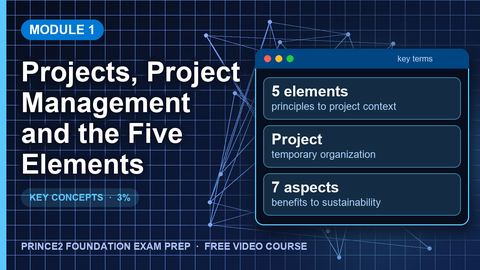 MODULE 1
Projects, Project
Management
and the Five
Elements
KEY CONCEPTS · 3%
key terms
5 elements
principles to project context
Project
temporary organization
7 aspects
benefits to sustainability
PRINCE2 FOUNDATION EXAM PREP · FREE VIDEO COURSE